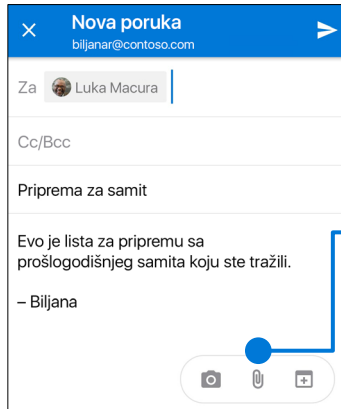 Nova poruka
biljanar@contoso.com
Za Luka Macura
Cc/Bcc
Priprema za samit
Evo je lista za pripremu sa
prošlogodišnjeg samita koju ste tražili.
– Biljana